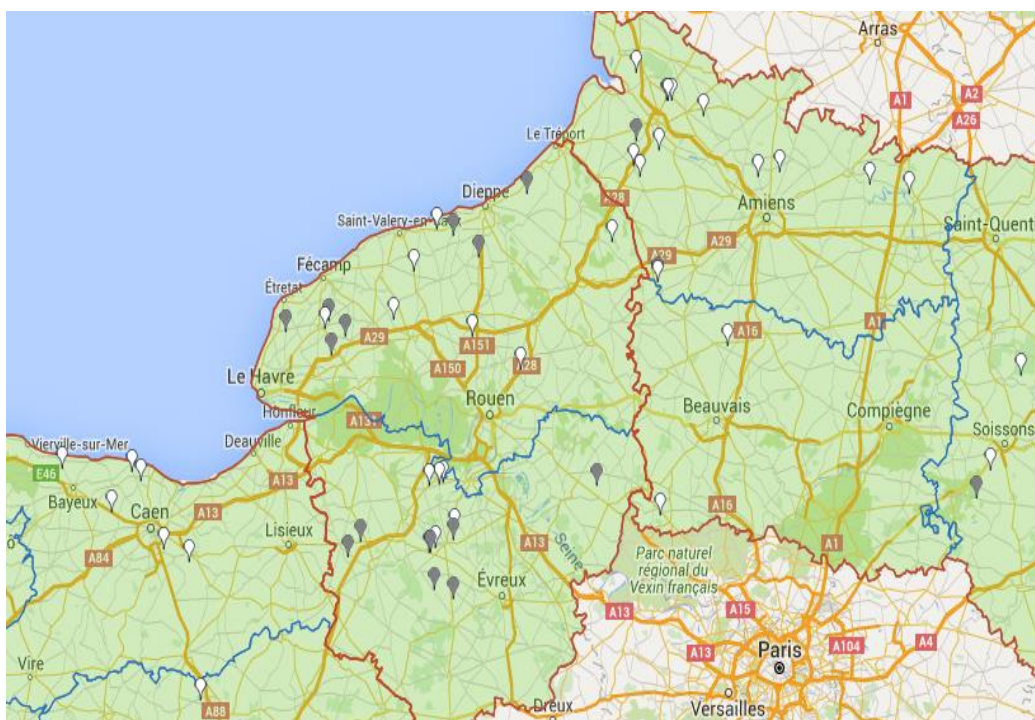 Arras
A1
A2
A26
Le Tréport
Dieppe
A28
Amiens
Saint-Valery-en-Caux
Saint-Quent
Fécamp
A29
A29
Étretat
A29
A151
A16
A1
A28
A150
Le Havre
Rouen
Beauvais
Compiègne
Honfleur
A131
Soissons
Deauville
Vierville-sur-Mer
E46
A13
Bayeux
A13
A16
Caen
Lisieux
A13
A1
A84
Seine
Parc naturel
régional du
Vexin français
Évreux
A13
A15
Vire
A13
Paris
A104
A4
A88
Dreux
Versailles